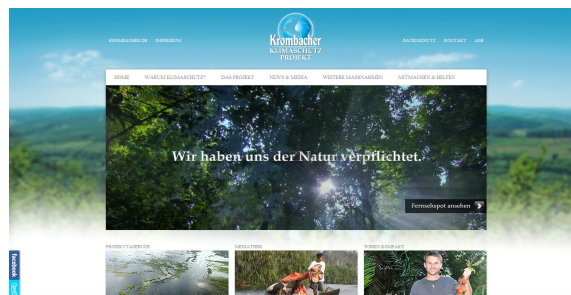 KROMBACHER.DE IMPRESSUM
Krombacher
KLIMASCHUTZ
PROJEKT
DATENSCHUTZ KONTAKT AGB
HOME WARUM KLIMASCHUTZ? DAS PROJEKT NEWS & MEDIA WEITERE MASSNAHMEN MITMACHEN & HELFEN
Wir haben uns der Natur verpflichtet.
Fernsehspot ansehen
PROJEKTTAGEBUCH MEDIATHEK WISSEN KOMPAKT
facebook